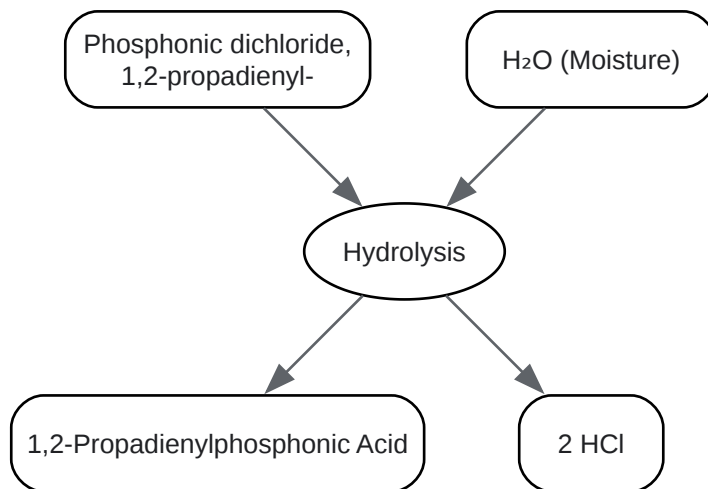 Phosphonic dichloride,
1,2-propadienyl-
H₂O (Moisture)
Hydrolysis
1,2-Propadienylphosphonic Acid
2 HCl